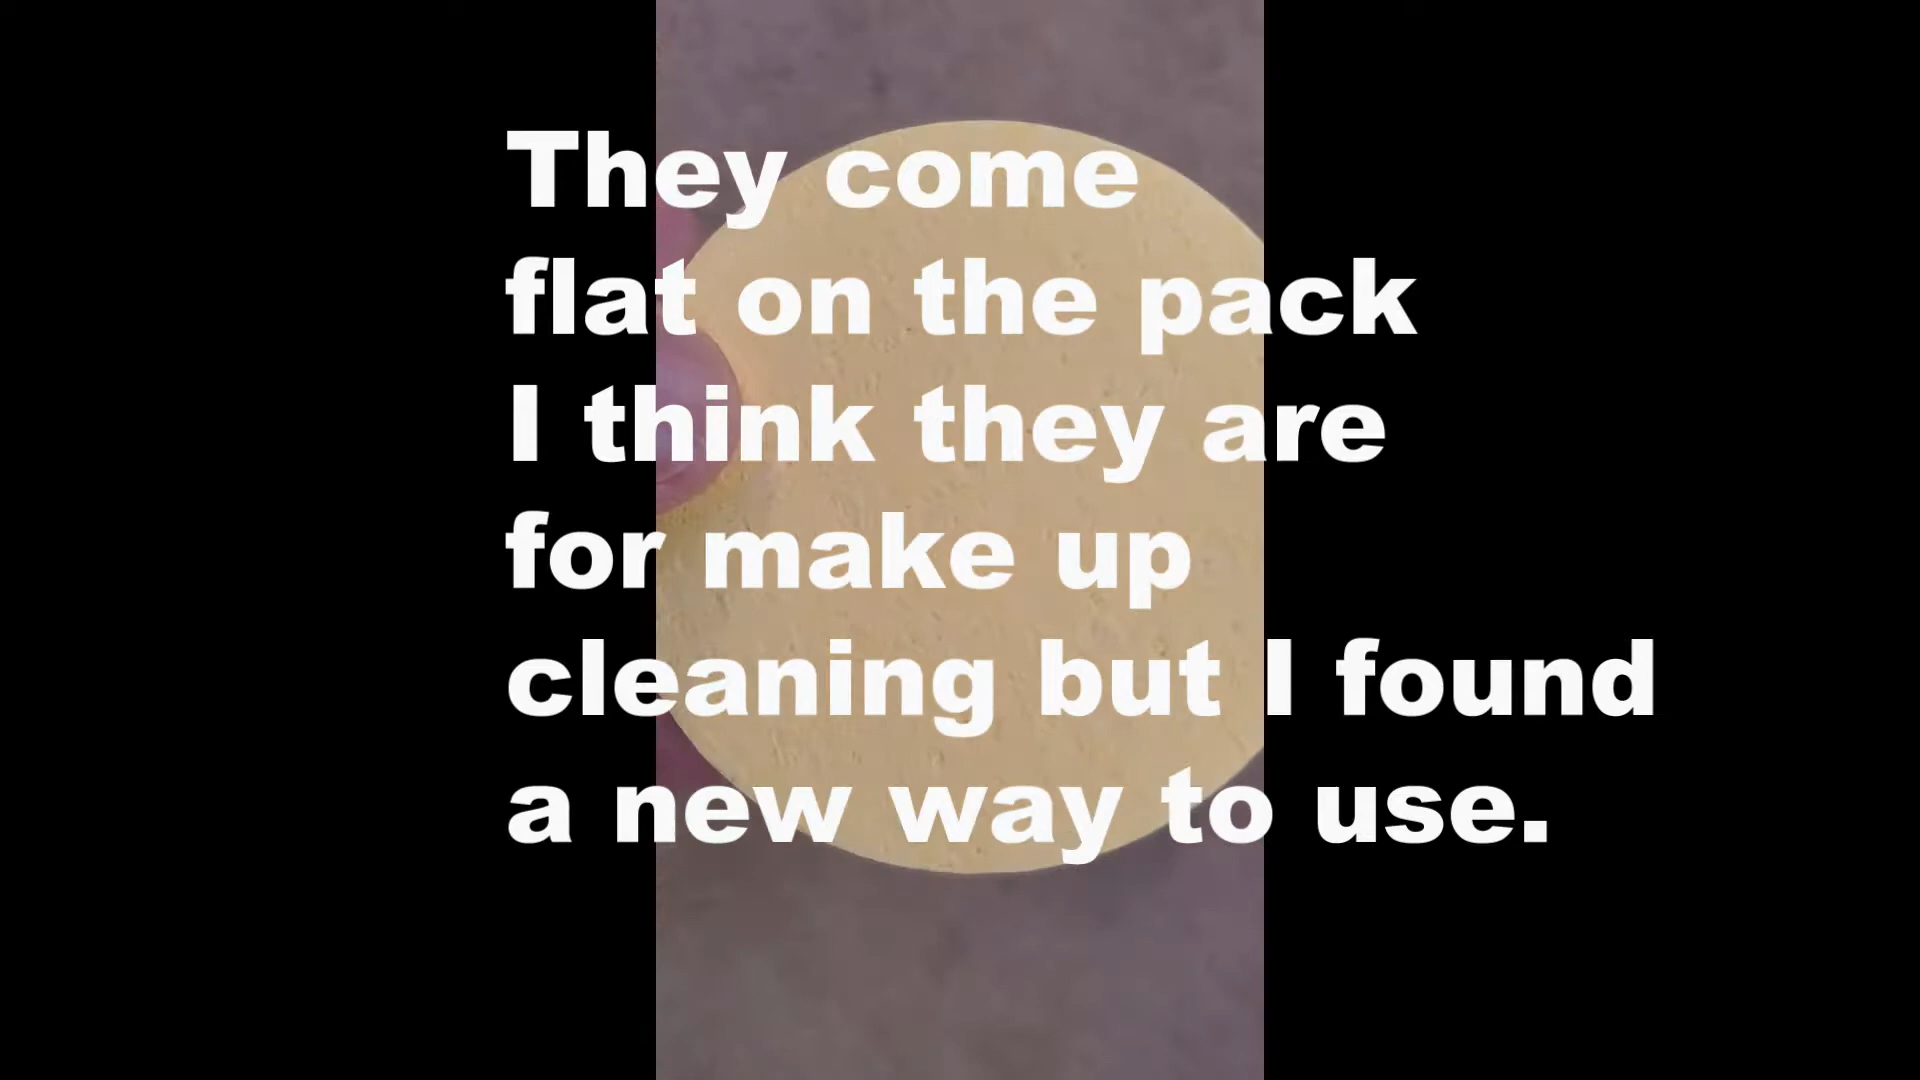 They come
flat on the pack
I think they are
for make up
cleaning but I found
a new way to use.